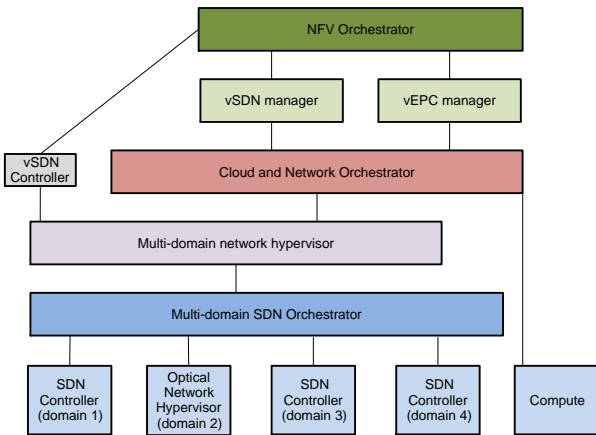 NFV Orchestrator
vSDN manager
vEPC manager
vSDN
Controller
Cloud and Network Orchestrator
Multi-domain network hypervisor
Multi-domain SDN Orchestrator
SDN
Controller
(domain 1)
Optical
Network
Hypervisor
(domain 2)
SDN
Controller
(domain 3)
SDN
Controller
(domain 4)
Compute